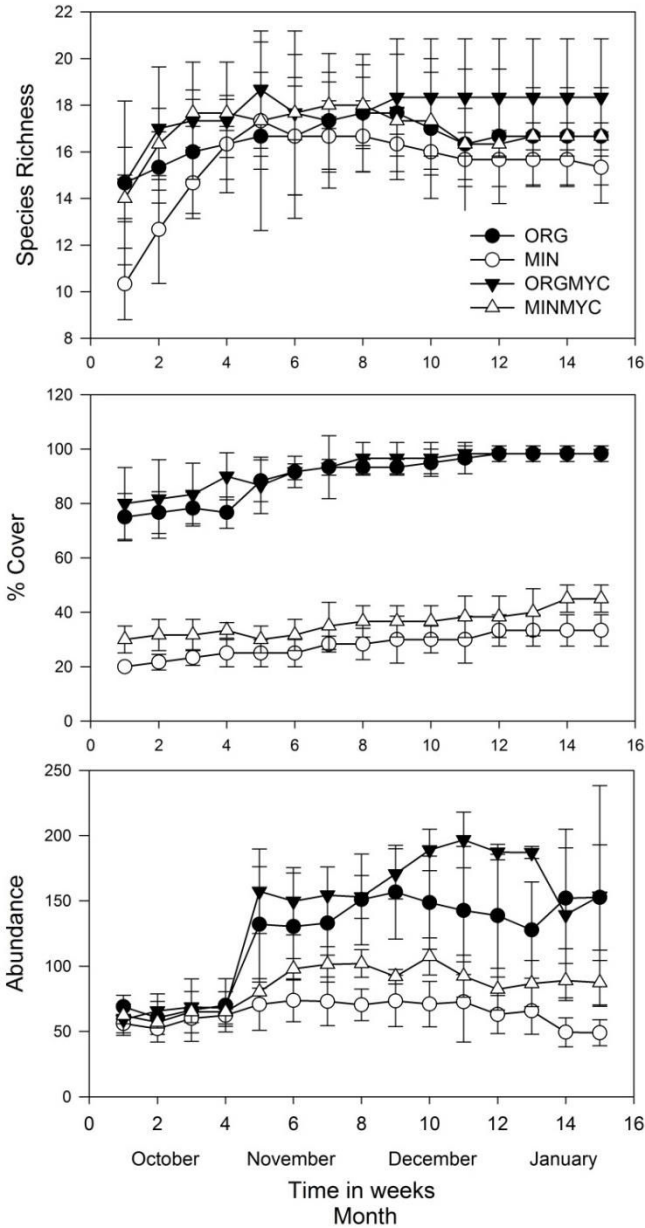 22
20
18
16
14
12
10
8
Species Richness
ORG
MIN
ORGMYC
MINMYC
0 2 4 6 8 10 12 14 16
120
100
80
60
40
20
0
% Cover
0 2 4 6 8 10 12 14 16
250
200
150
100
50
0
Abundance
0 2 4 6 8 10 12 14 16
October November December January
Time in weeks
Month